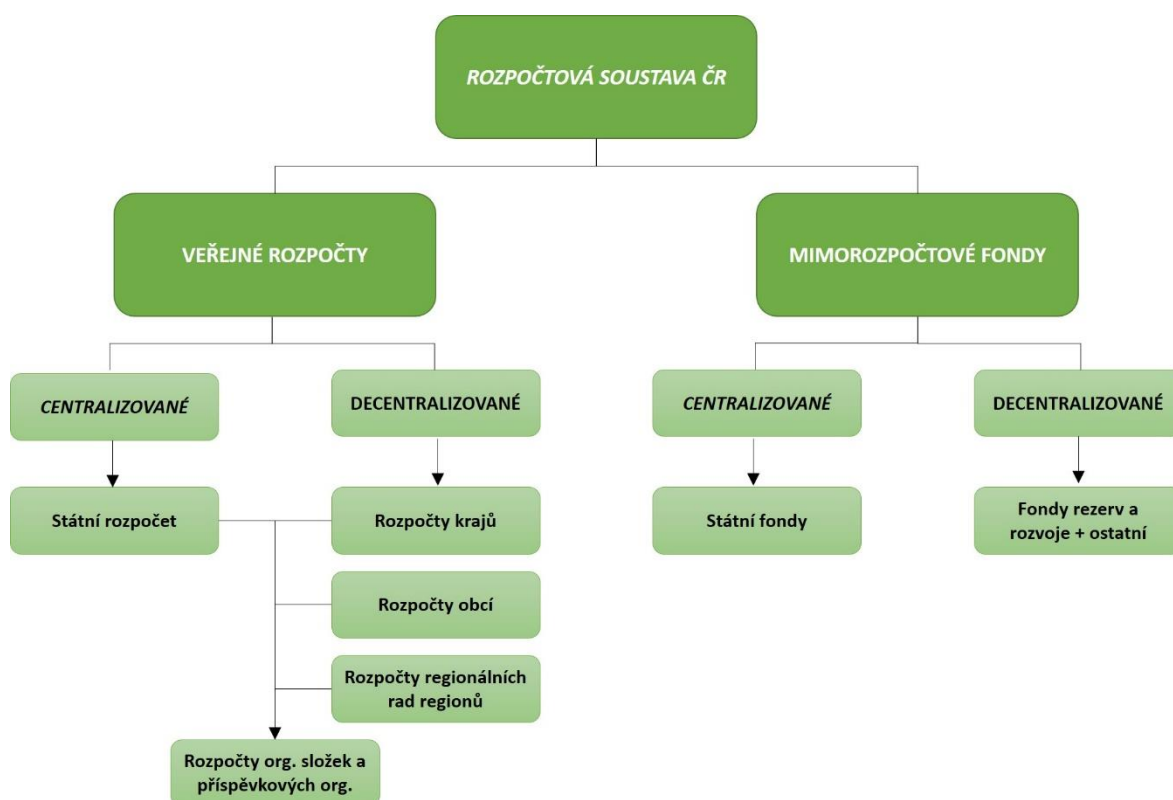 ROZPOČTOVÁ SOUSTAVA ČR
VEŘEJNÉ ROZPOČTY
MIMOROZPOČTOVÉ FONDY
CENTRALIZOVANÉ
DECENTRALIZOVANÉ
CENTRALIZOVANÉ
DECENTRALIZOVANÉ
Státní rozpočet
Rozpočty krajů
Státní fondy
Fondy rezerv a
rozvoje + ostatní
Rozpočty obcí
Rozpočty regionálních
rad regionů
Rozpočty org. složek a
příspěvkových org.